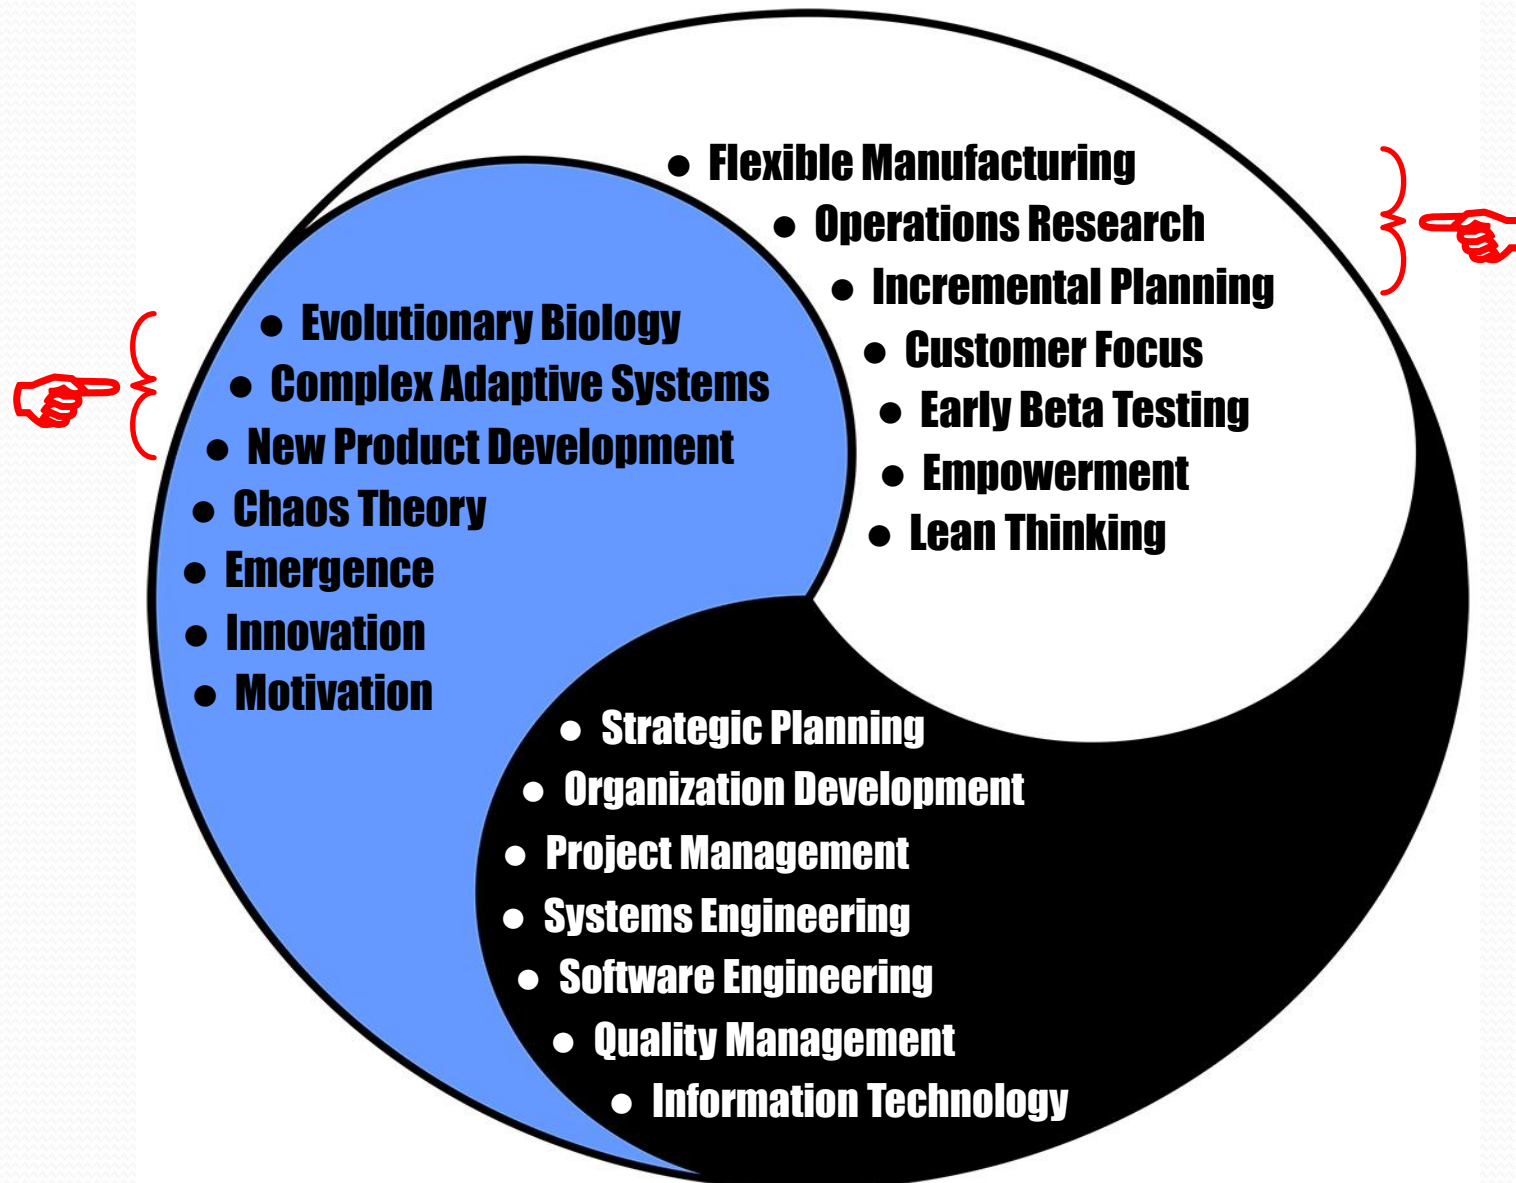 ● Flexible Manufacturing
● Operations Research
● Incremental Planning
● Customer Focus
● Early Beta Testing
● Empowerment
● Lean Thinking
● Evolutionary Biology
● Complex Adaptive Systems
● New Product Development
● Chaos Theory
● Emergence
● Innovation
● Motivation
● Strategic Planning
● Organization Development
● Project Management
● Systems Engineering
● Software Engineering
● Quality Management
● Information Technology